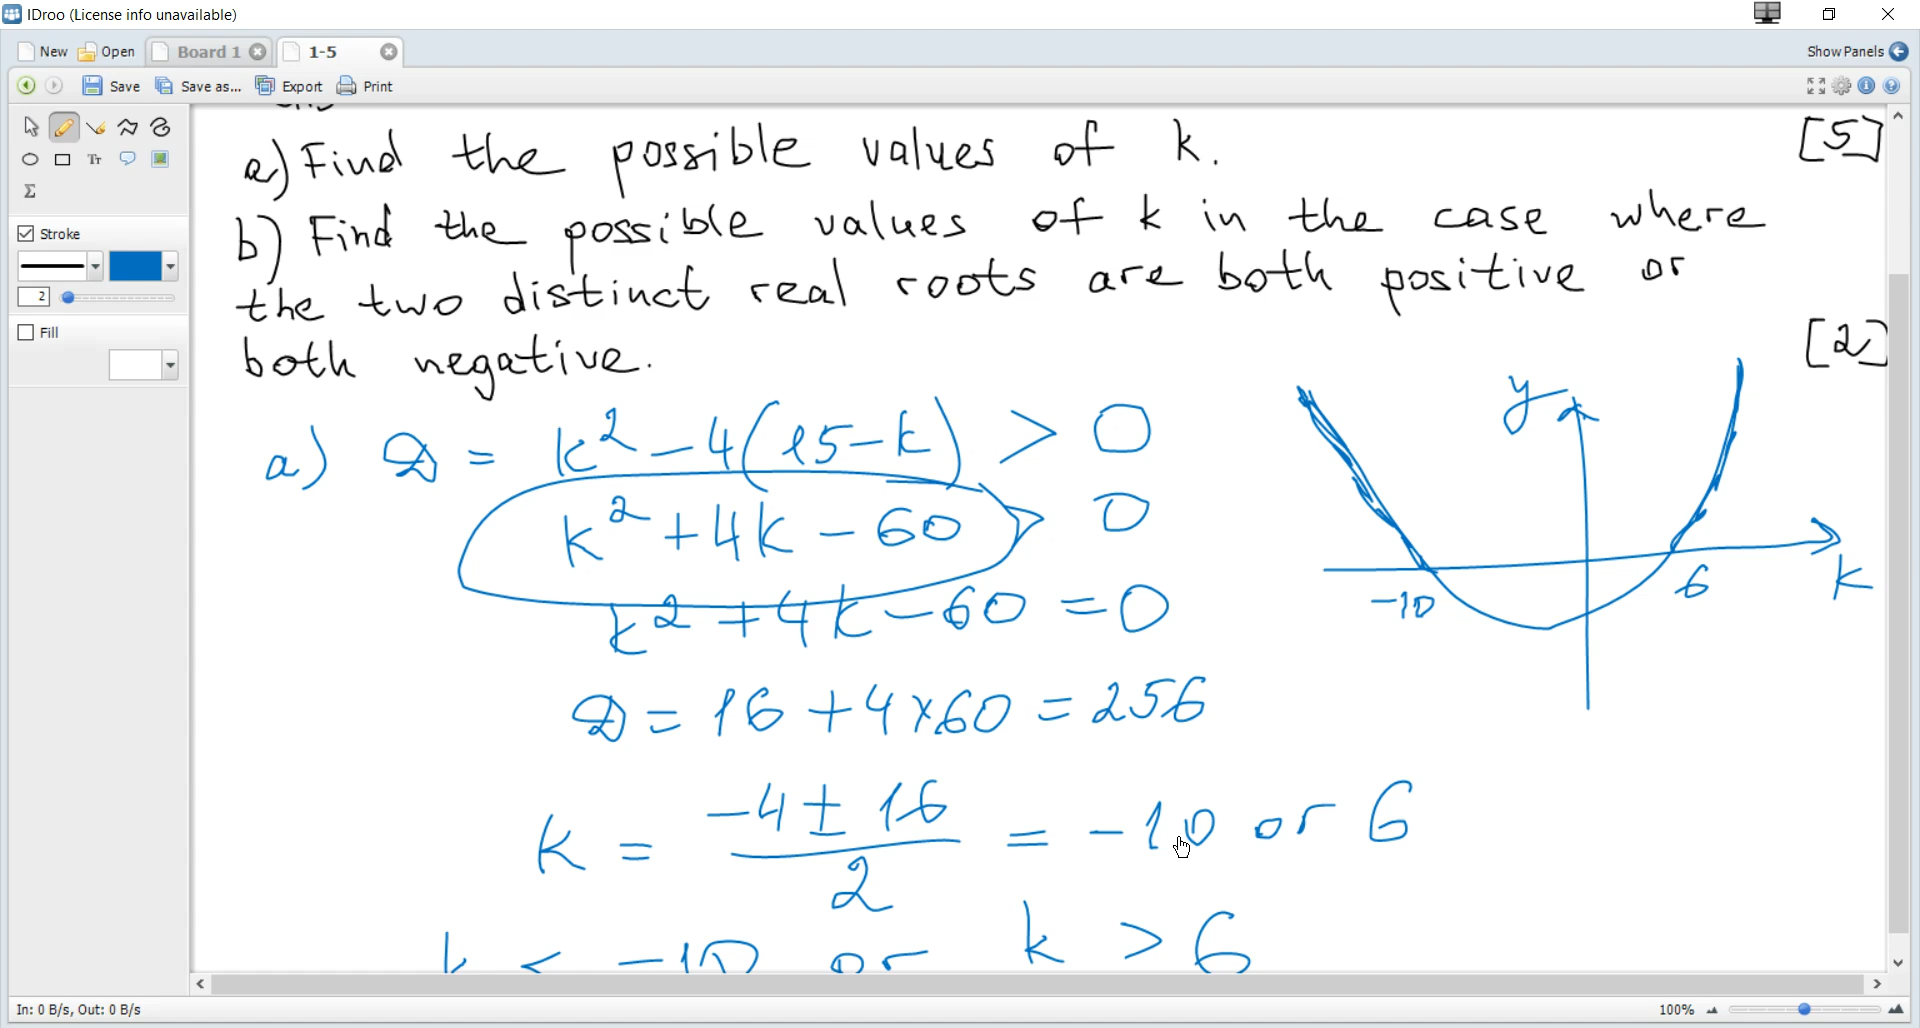 IDroo (License info unavailable)
New Open Board 1 1-5 Show Panels
Save Save as... Export Print
a) Find the possible values of k. [5]
Tr
Σ
b) Find the possible values of k in the case where
Stroke
the two distinct real roots are both positive or
2
Fill
both negative. [2]
a) D = k² - 4(15 - k) > 0
k² + 4k - 60 > 0
k² + 4k - 60 = 0
D = 16 + 4 × 60 = 256
k = (-4 ± 16)/2 = -10 or 6
k < -10 or k > 6
y
-10 6 k
In: 0 B/s, Out: 0 B/s 100%